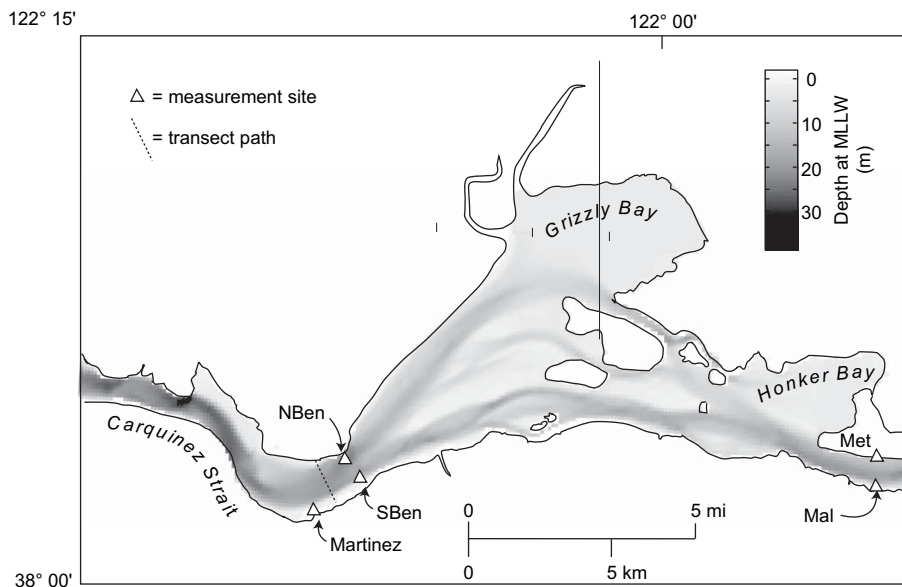 122° 15'
122° 00'
△ = measurement site
= transect path
0
10
20
30
Depth at MLLW
(m)
Grizzly Bay
Honker Bay
NBen
Met
Carquinez Strait
SBen
Mal
Martinez
0 5 mi
0 5 km
38° 00'